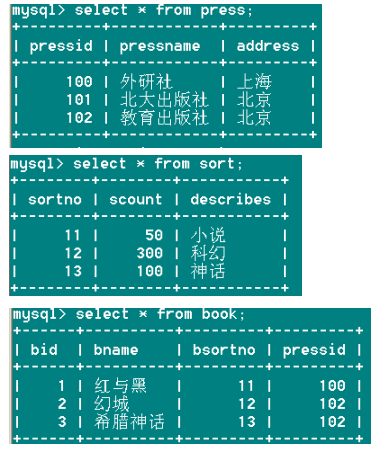 mysql> select * from press;
+---------+------------+---------+
| pressid | pressname | address |
+---------+------------+---------+
| 100 | 外研社 | 上海 |
| 101 | 北大出版社 | 北京 |
| 102 | 教育出版社 | 北京 |
+---------+------------+---------+
mysql> select * from sort;
+--------+--------+-----------+
| sortno | scount | describes |
+--------+--------+-----------+
| 11 | 50 | 小说 |
| 12 | 300 | 科幻 |
| 13 | 100 | 神话 |
+--------+--------+-----------+
mysql> select * from book;
+------+----------+---------+---------+
| bid | bname | bsortno | pressid |
+------+----------+---------+---------+
| 1 | 红与黑 | 11 | 100 |
| 2 | 幻城 | 12 | 102 |
| 3 | 希腊神话 | 13 | 102 |
+------+----------+---------+---------+